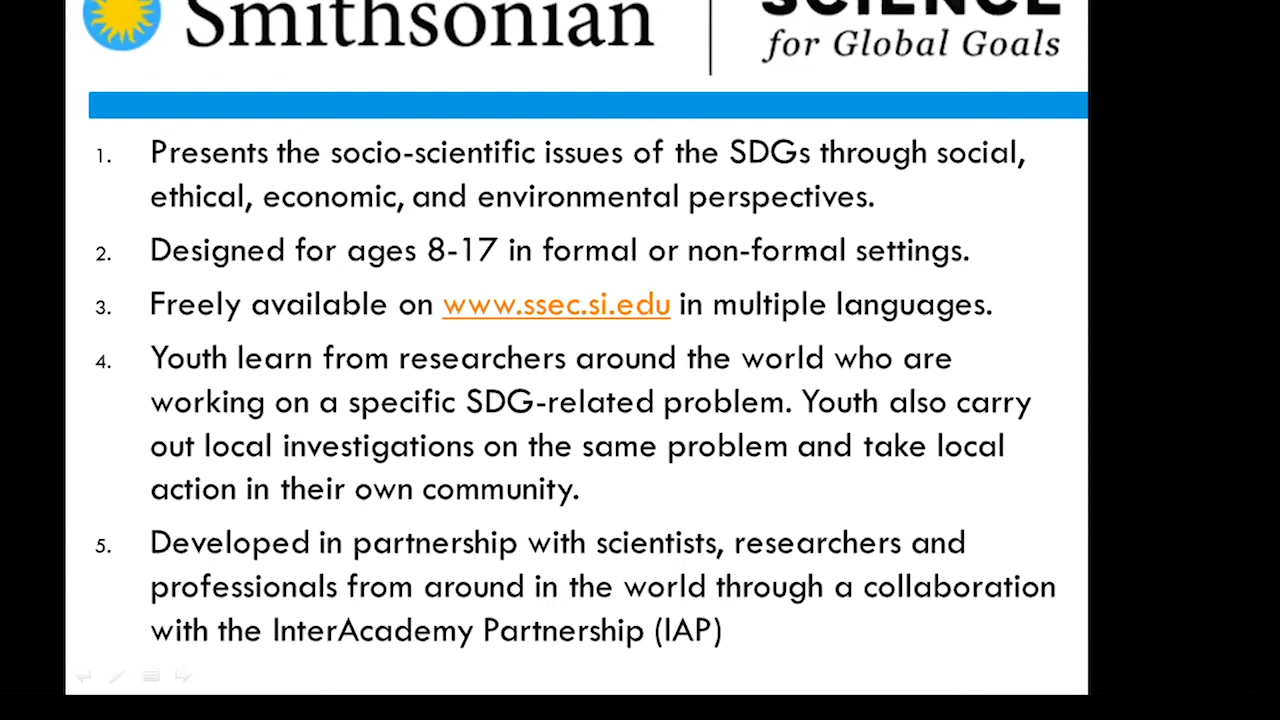 Smithsonian
SCIENCE
for Global Goals
1. Presents the socio-scientific issues of the SDGs through social,
ethical, economic, and environmental perspectives.
2. Designed for ages 8-17 in formal or non-formal settings.
3. Freely available on www.ssec.si.edu in multiple languages.
4. Youth learn from researchers around the world who are
working on a specific SDG-related problem. Youth also carry
out local investigations on the same problem and take local
action in their own community.
5. Developed in partnership with scientists, researchers and
professionals from around in the world through a collaboration
with the InterAcademy Partnership (IAP)